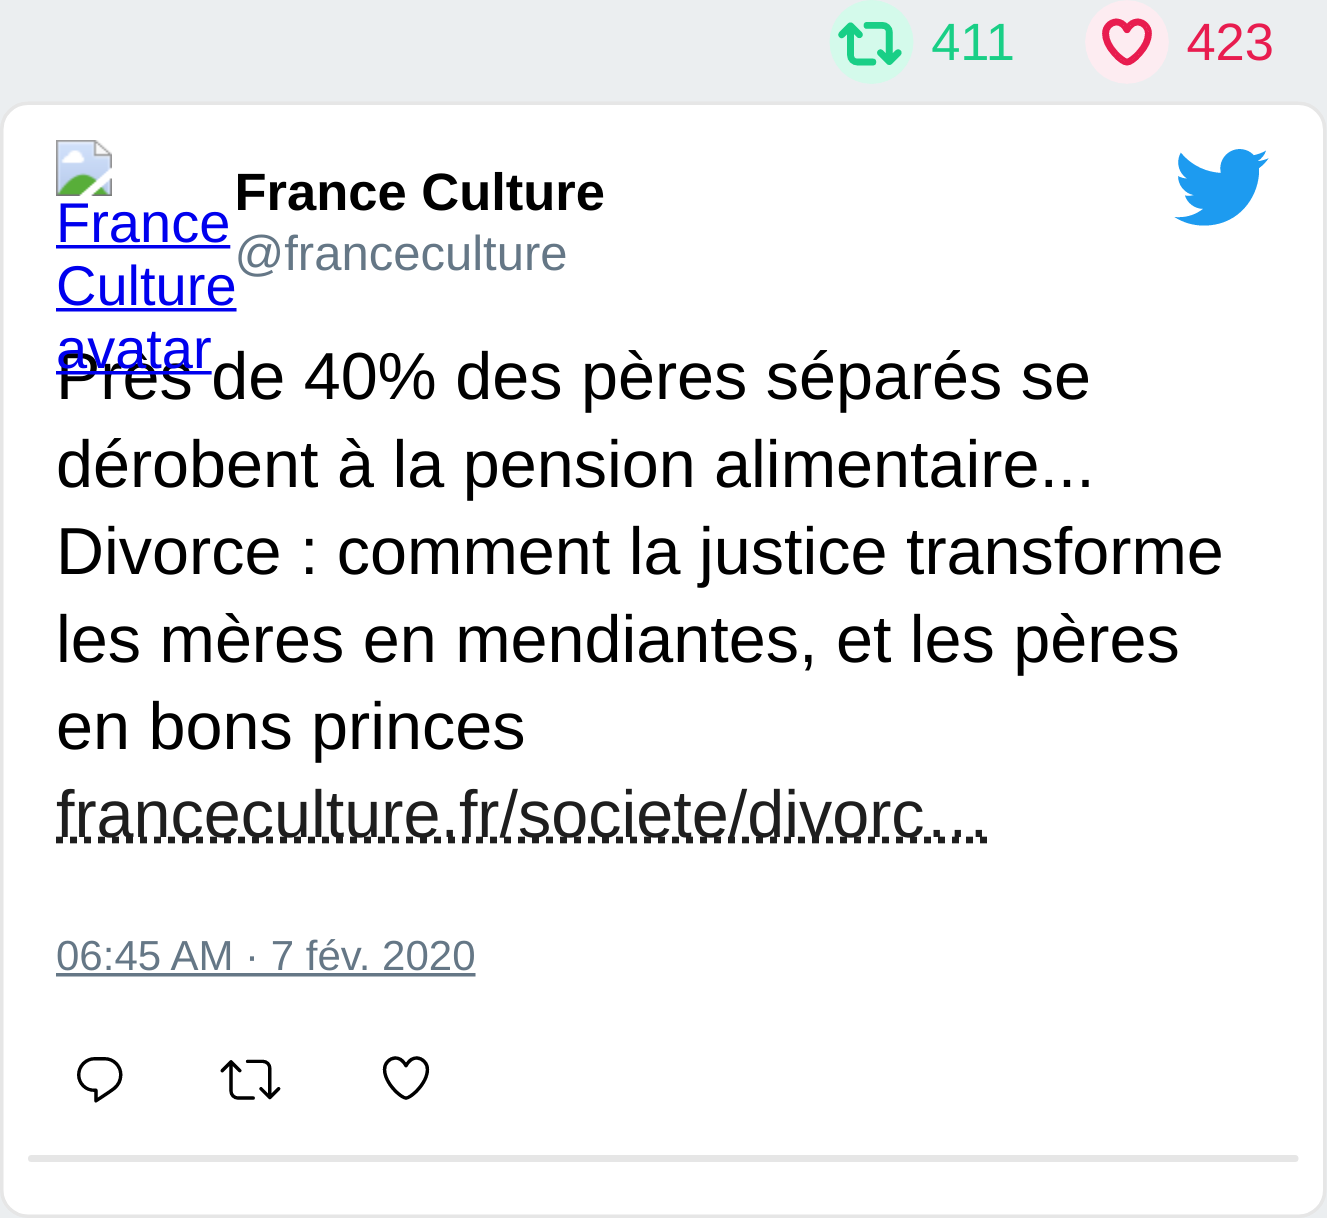 411 423
France Culture avatar
France Culture
@franceculture
Près de 40% des pères séparés se
dérobent à la pension alimentaire...
Divorce : comment la justice transforme
les mères en mendiantes, et les pères
en bons princes
franceculture.fr/societe/divorc...
06:45 AM · 7 fév. 2020